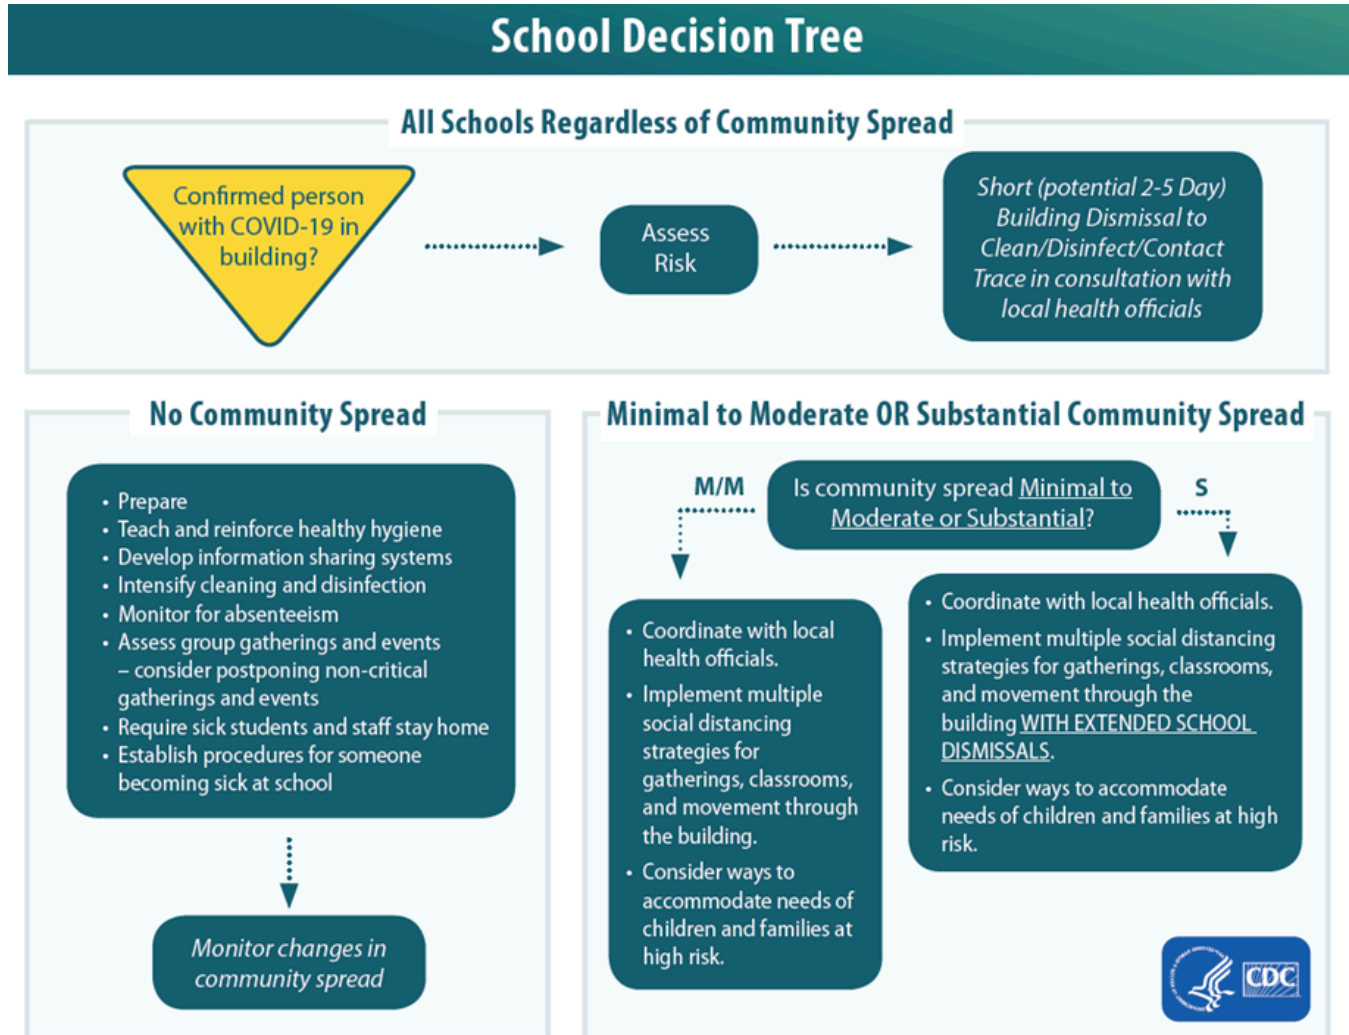 School Decision Tree
All Schools Regardless of Community Spread
Confirmed person
with COVID-19 in
building?
Assess
Risk
Short (potential 2-5 Day)
Building Dismissal to
Clean/Disinfect/Contact
Trace in consultation with
local health officials
No Community Spread
• Prepare
• Teach and reinforce healthy hygiene
• Develop information sharing systems
• Intensify cleaning and disinfection
• Monitor for absenteeism
• Assess group gatherings and events
– consider postponing non-critical
gatherings and events
• Require sick students and staff stay home
• Establish procedures for someone
becoming sick at school
Monitor changes in
community spread
Minimal to Moderate OR Substantial Community Spread
M/M
Is community spread Minimal to
Moderate or Substantial?
S
• Coordinate with local
health officials.
• Implement multiple
social distancing
strategies for
gatherings, classrooms,
and movement through
the building.
• Consider ways to
accommodate needs of
children and families at
high risk.
• Coordinate with local health officials.
• Implement multiple social distancing
strategies for gatherings, classrooms,
and movement through the
building WITH EXTENDED SCHOOL
DISMISSALS.
• Consider ways to accommodate
needs of children and families at high
risk.
CDC